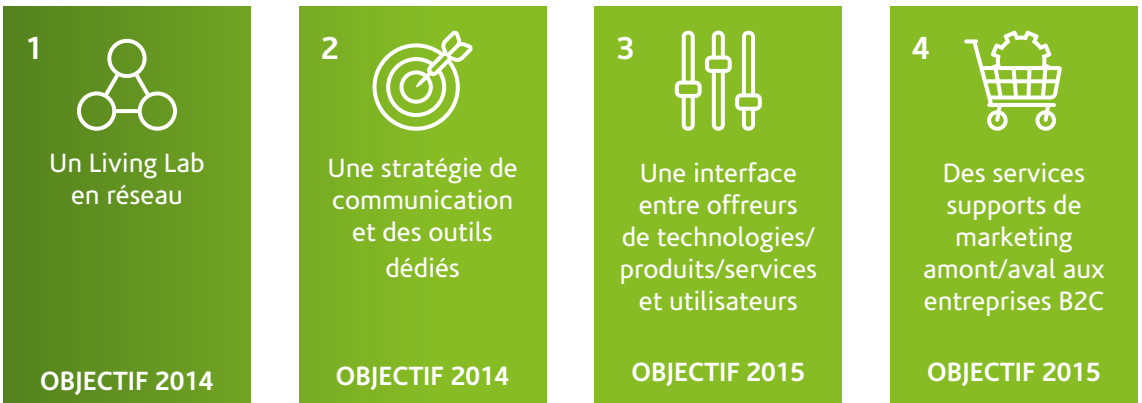 1
Un Living Lab
en réseau
OBJECTIF 2014
2
Une stratégie de
communication
et des outils
dédiés
OBJECTIF 2014
3
Une interface
entre offreurs
de technologies/
produits/services
et utilisateurs
OBJECTIF 2015
4
Des services
supports de
marketing
amont/aval aux
entreprises B2C
OBJECTIF 2015